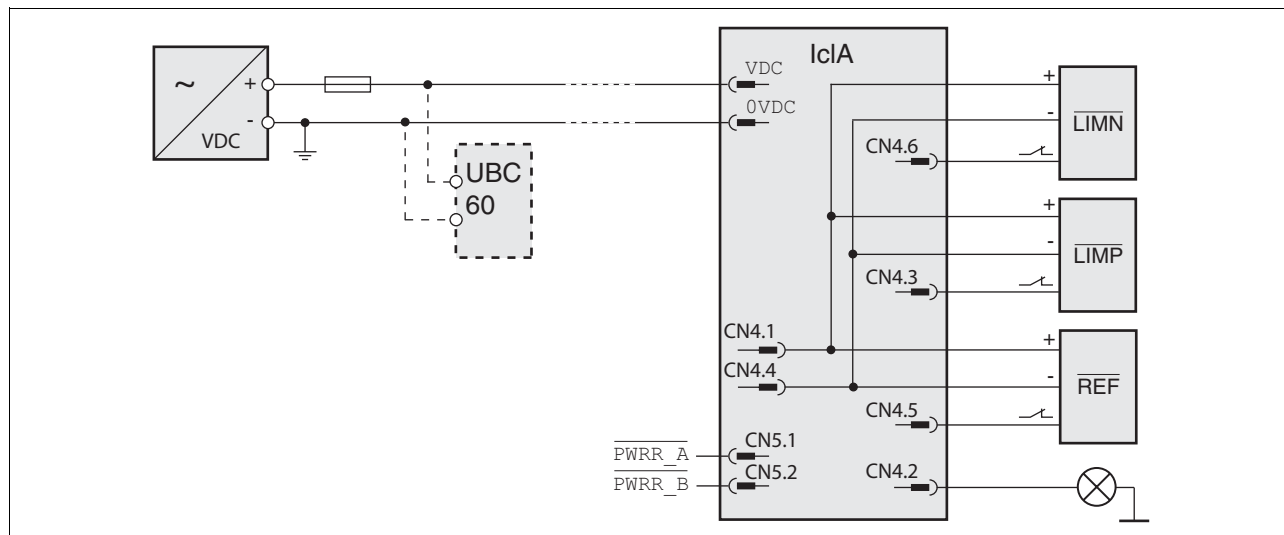 ~
+
-
VDC
UBC
60
IclA
VDC
0VDC
CN4.6
CN4.3
CN4.1
CN4.4
CN4.5
CN5.1
CN5.2
CN4.2
PWRR_A
PWRR_B
+
-
LIMN
+
-
LIMP
+
-
REF